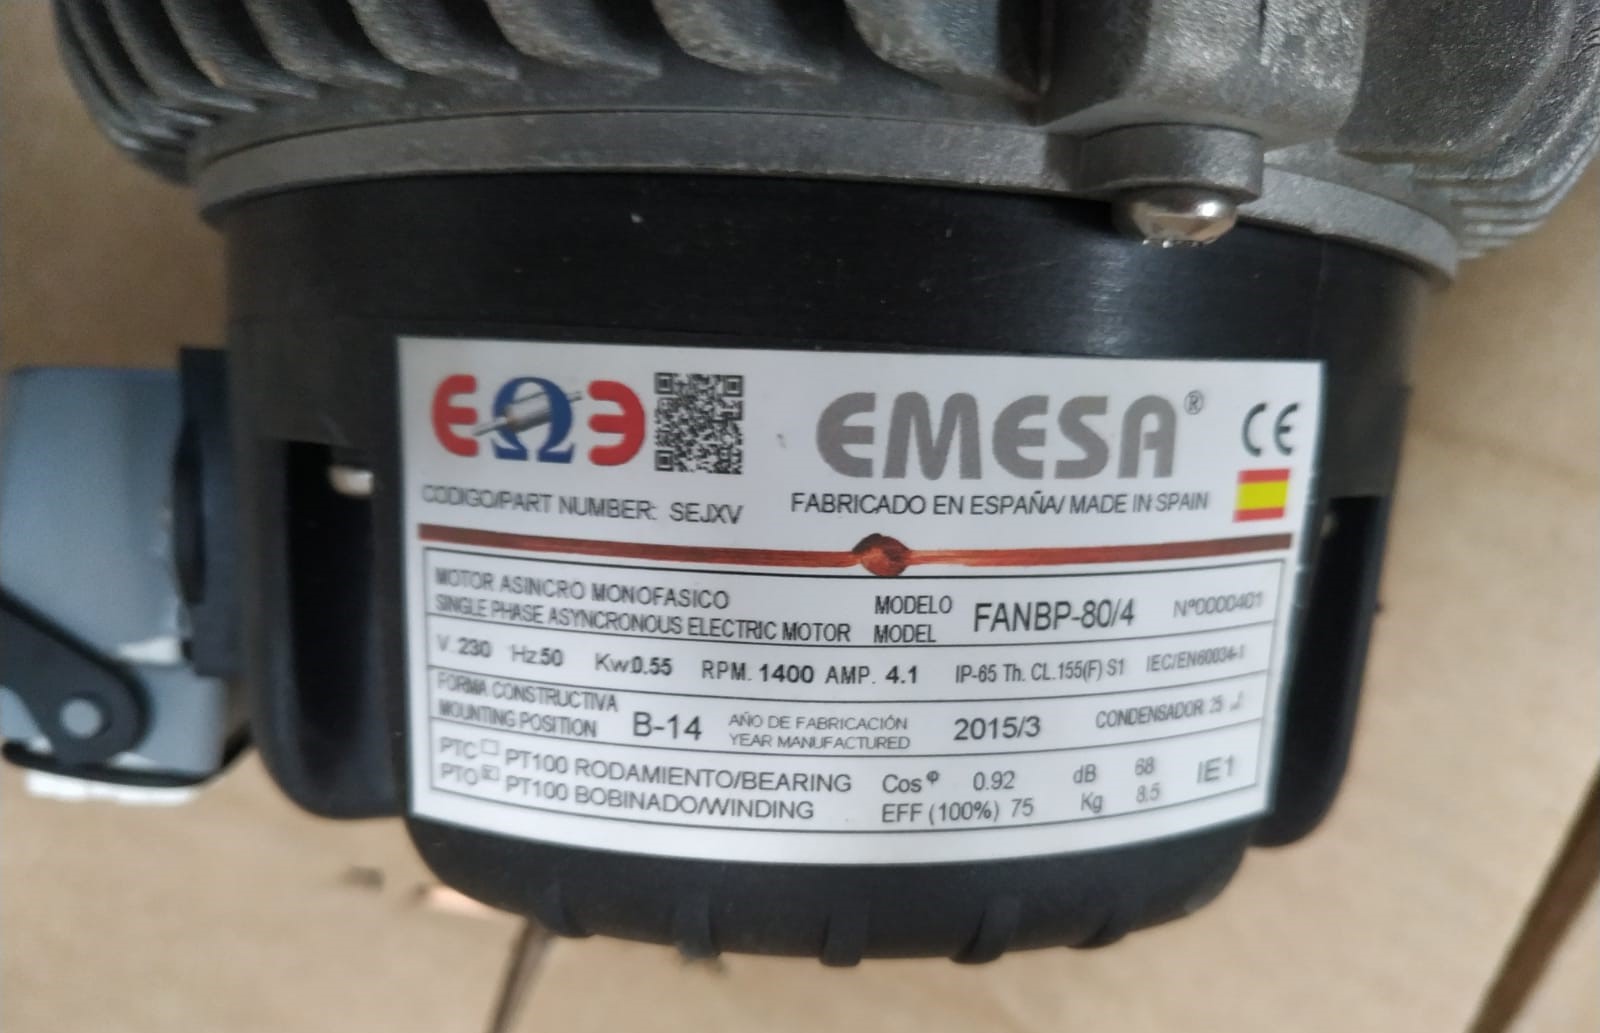 EΩE
EMESA®
CE
CODIGO/PART NUMBER: SEJXV
FABRICADO EN ESPAÑA/ MADE IN SPAIN
MOTOR ASINCRO MONOFASICO
SINGLE PHASE ASYNCRONOUS ELECTRIC MOTOR
MODELO
MODEL
FANBP-80/4
Nº0000401
V. 230 Hz.50 Kw0.55 RPM. 1400 AMP. 4.1 IP-65 Th. CL.155(F) S1 IEC/EN60034-1
FORMA CONSTRUCTIVA
MOUNTING POSITION
B-14
AÑO DE FABRICACIÓN
YEAR MANUFACTURED
2015/3
CONDENSADOR 25
PTC PT100 RODAMIENTO/BEARING
PTO PT100 BOBINADO/WINDING
Cos φ 0.92
EFF (100%) 75
dB 68
Kg 8.5
IE1